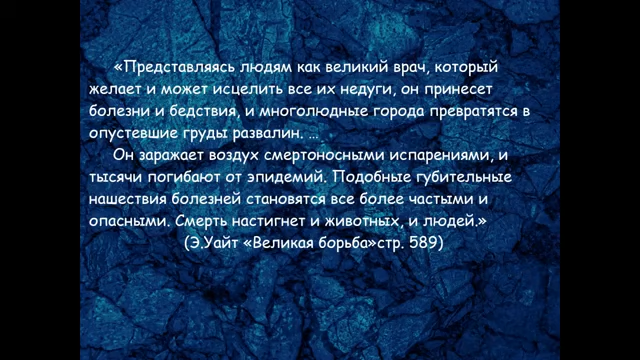 «Представляясь людям как великий врач, который
желает и может исцелить все их недуги, он принесет
болезни и бедствия, и многолюдные города превратятся в
опустевшие груды развалин. …
Он заражает воздух смертоносными испарениями, и
тысячи погибают от эпидемий. Подобные губительные
нашествия болезней становятся все более частыми и
опасными. Смерть настигнет и животных, и людей.»
(Э.Уайт «Великая борьба»стр. 589)